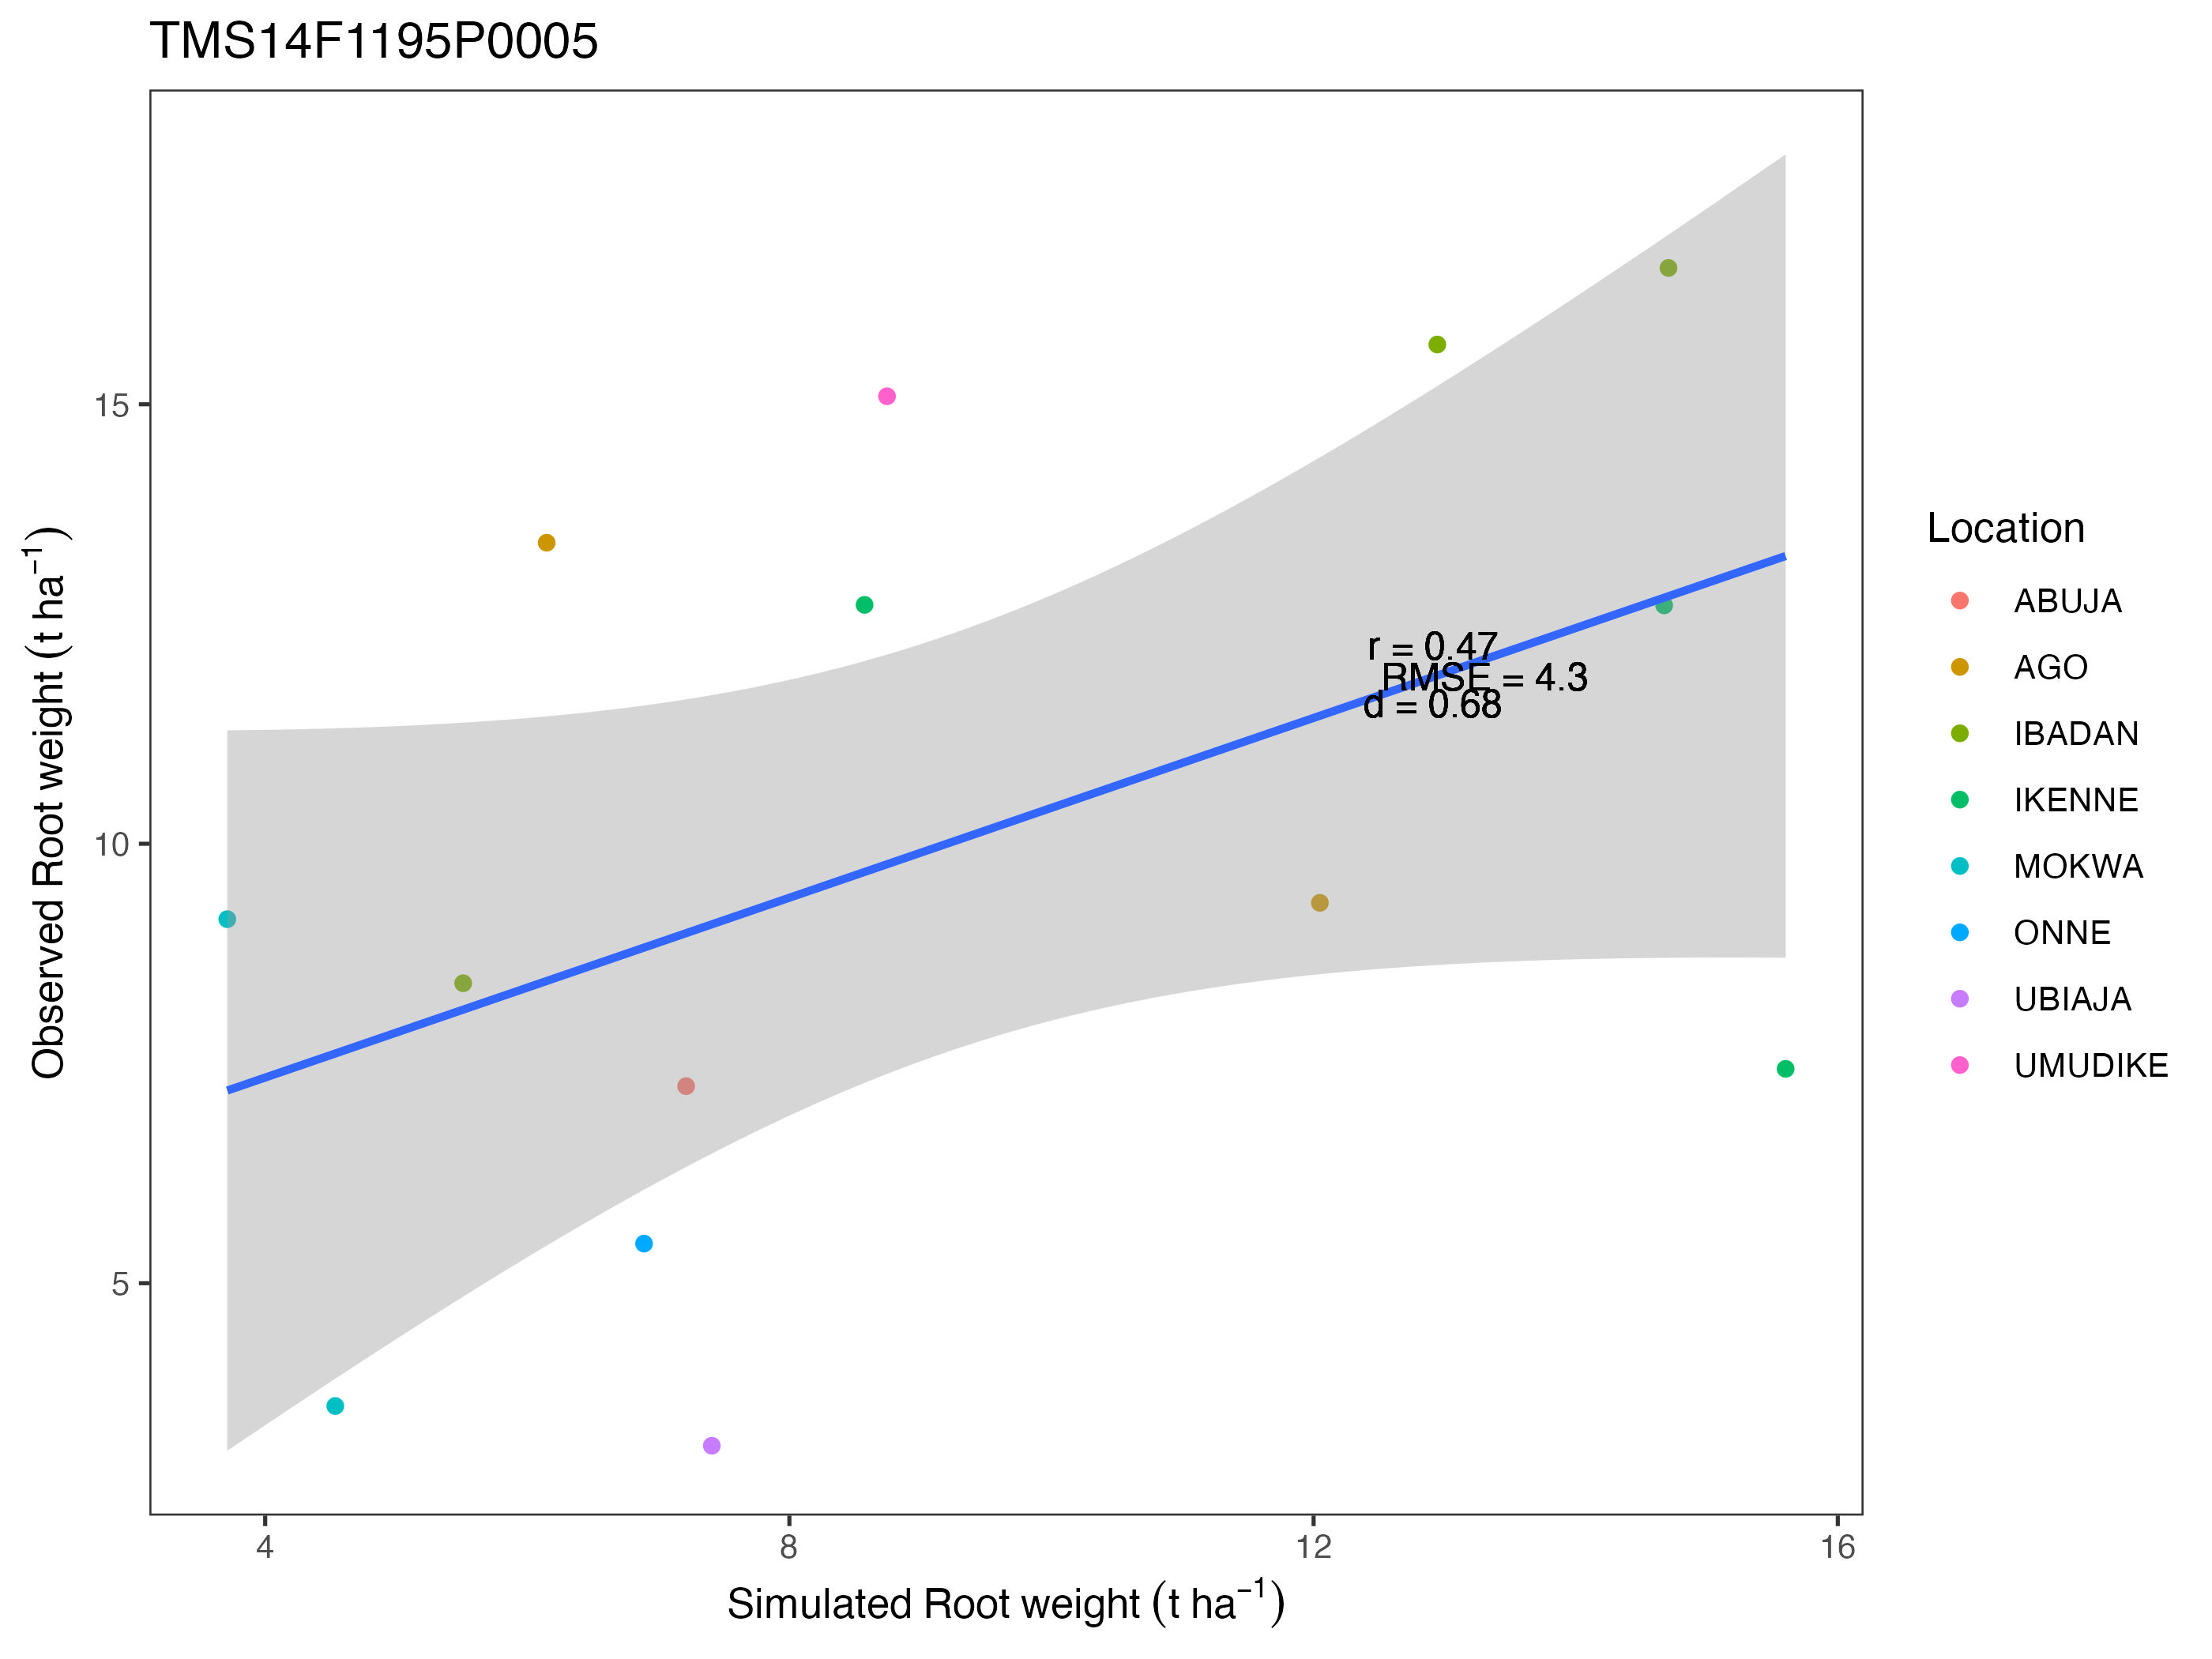 TMS14F1195P0005
Observed Root weight (t ha−1)
15
10
5
r = 0.47
RMSE = 4.3
d = 0.68
4 8 12 16
Simulated Root weight (t ha−1)
Location
ABUJA
AGO
IBADAN
IKENNE
MOKWA
ONNE
UBIAJA
UMUDIKE